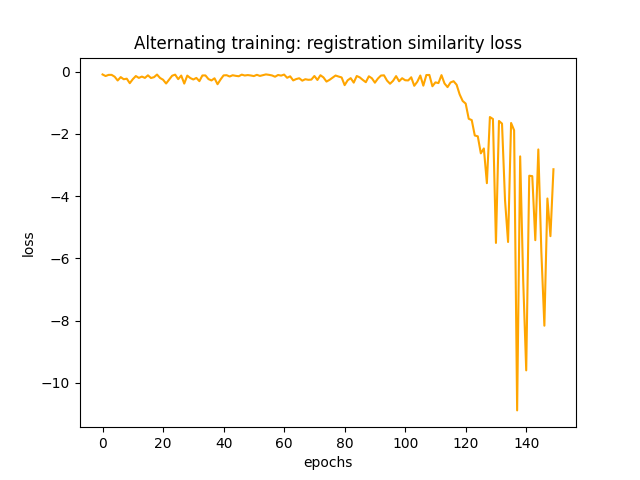 Alternating training: registration similarity loss
0
−2
−4
−6
−8
−10
loss
0 20 40 60 80 100 120 140
epochs